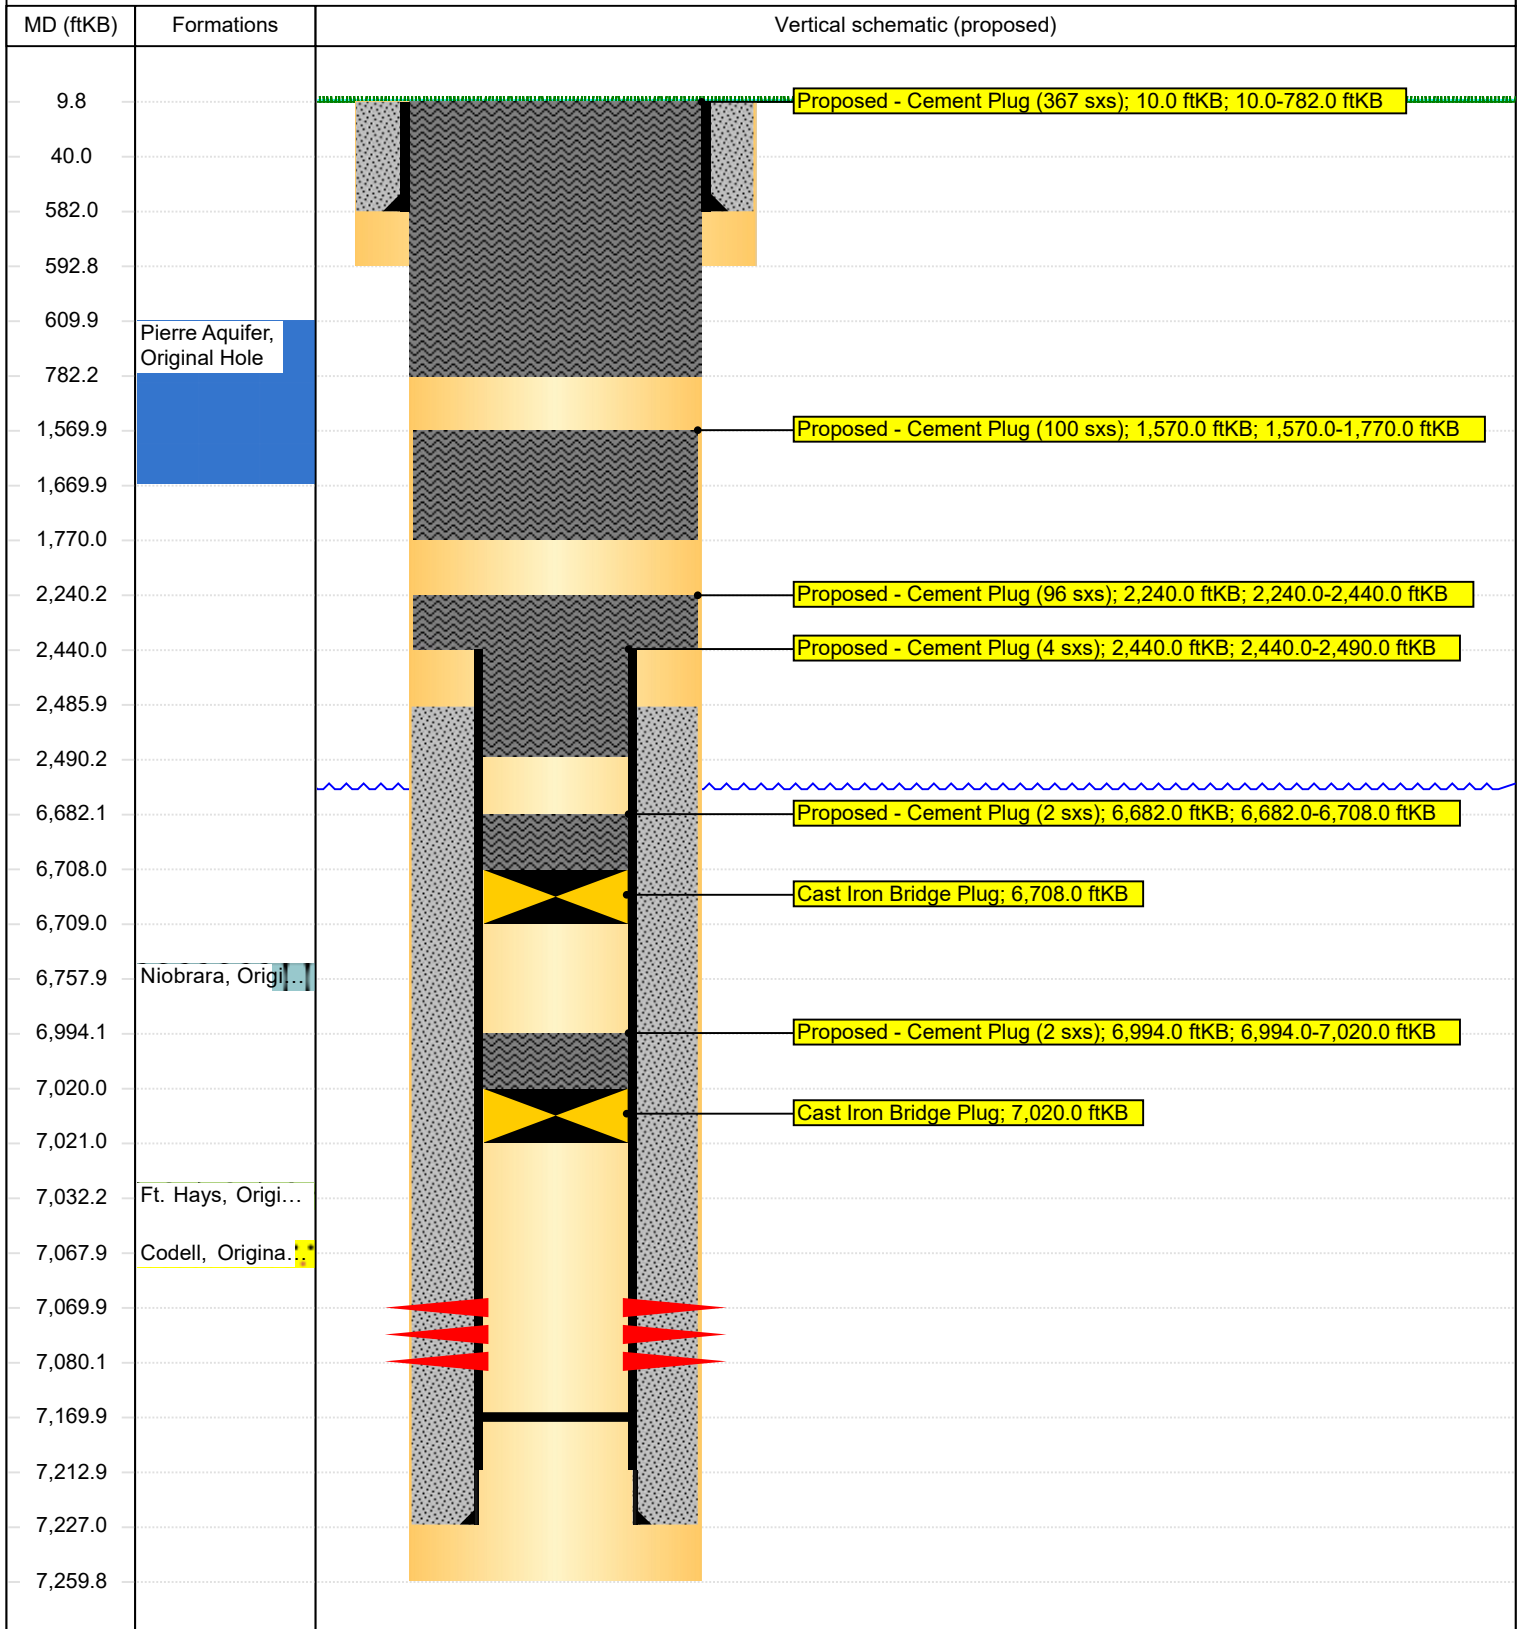 MD (ftKB) Formations Vertical schematic (proposed)
9.8 Proposed - Cement Plug (367 sxs); 10.0 ftKB; 10.0-782.0 ftKB
40.0
582.0
592.8
609.9
Pierre Aquifer,
Original Hole
782.2
1,569.9 Proposed - Cement Plug (100 sxs); 1,570.0 ftKB; 1,570.0-1,770.0 ftKB
1,669.9
1,770.0
2,240.2 Proposed - Cement Plug (96 sxs); 2,240.0 ftKB; 2,240.0-2,440.0 ftKB
2,440.0 Proposed - Cement Plug (4 sxs); 2,440.0 ftKB; 2,440.0-2,490.0 ftKB
2,485.9
2,490.2
6,682.1 Proposed - Cement Plug (2 sxs); 6,682.0 ftKB; 6,682.0-6,708.0 ftKB
6,708.0
Cast Iron Bridge Plug; 6,708.0 ftKB
6,709.0
6,757.9 Niobrara, Origi...
6,994.1 Proposed - Cement Plug (2 sxs); 6,994.0 ftKB; 6,994.0-7,020.0 ftKB
7,020.0
Cast Iron Bridge Plug; 7,020.0 ftKB
7,021.0
7,032.2 Ft. Hays, Origi...
7,067.9 Codell, Origina...
7,069.9
7,080.1
7,169.9
7,212.9
7,227.0
7,259.8